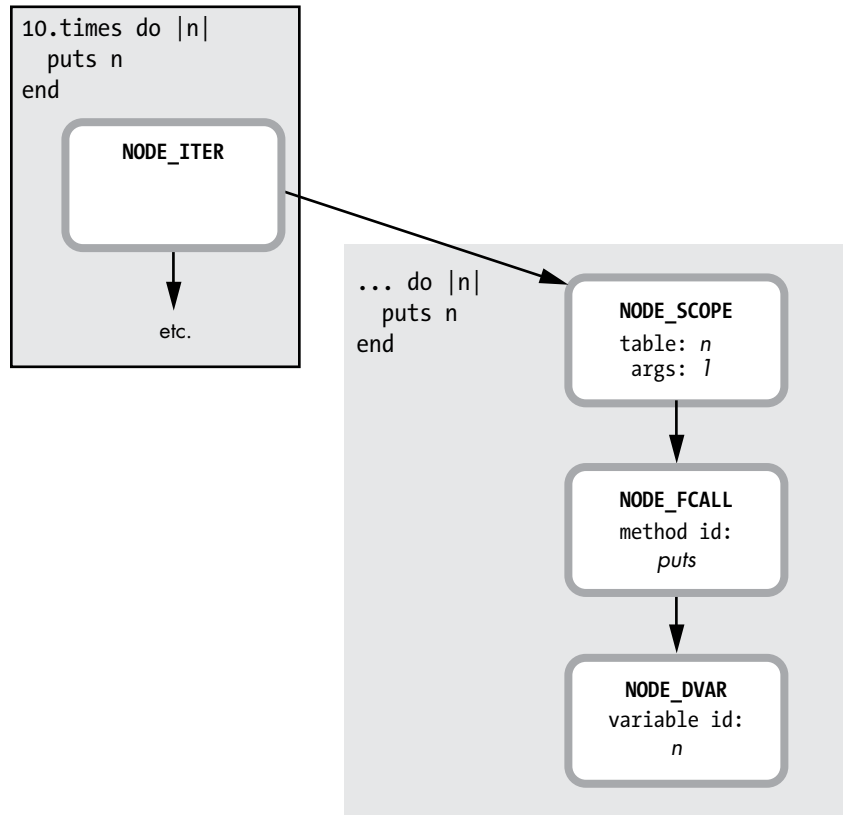 10.times do |n|
  puts n
end
NODE_ITER
etc.
... do |n|
  puts n
end
NODE_SCOPE
table: n
args: 1
NODE_FCALL
method id:
puts
NODE_DVAR
variable id:
n